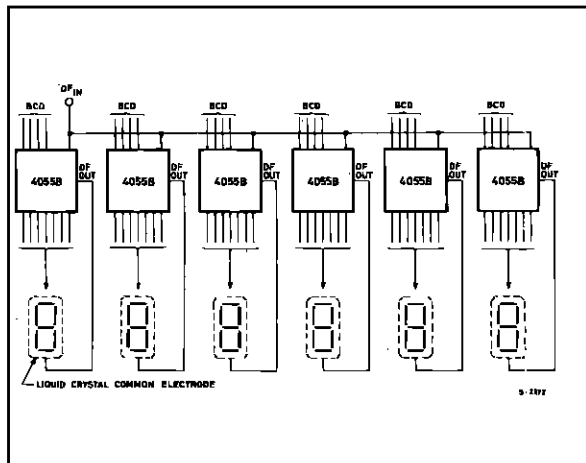 DF IN
BCD BCD BCD BCD BCD BCD
4055B DF OUT 4055B DF OUT 4055B DF OUT 4055B DF OUT 4055B DF OUT 4055B DF OUT
LIQUID CRYSTAL COMMON ELECTRODE